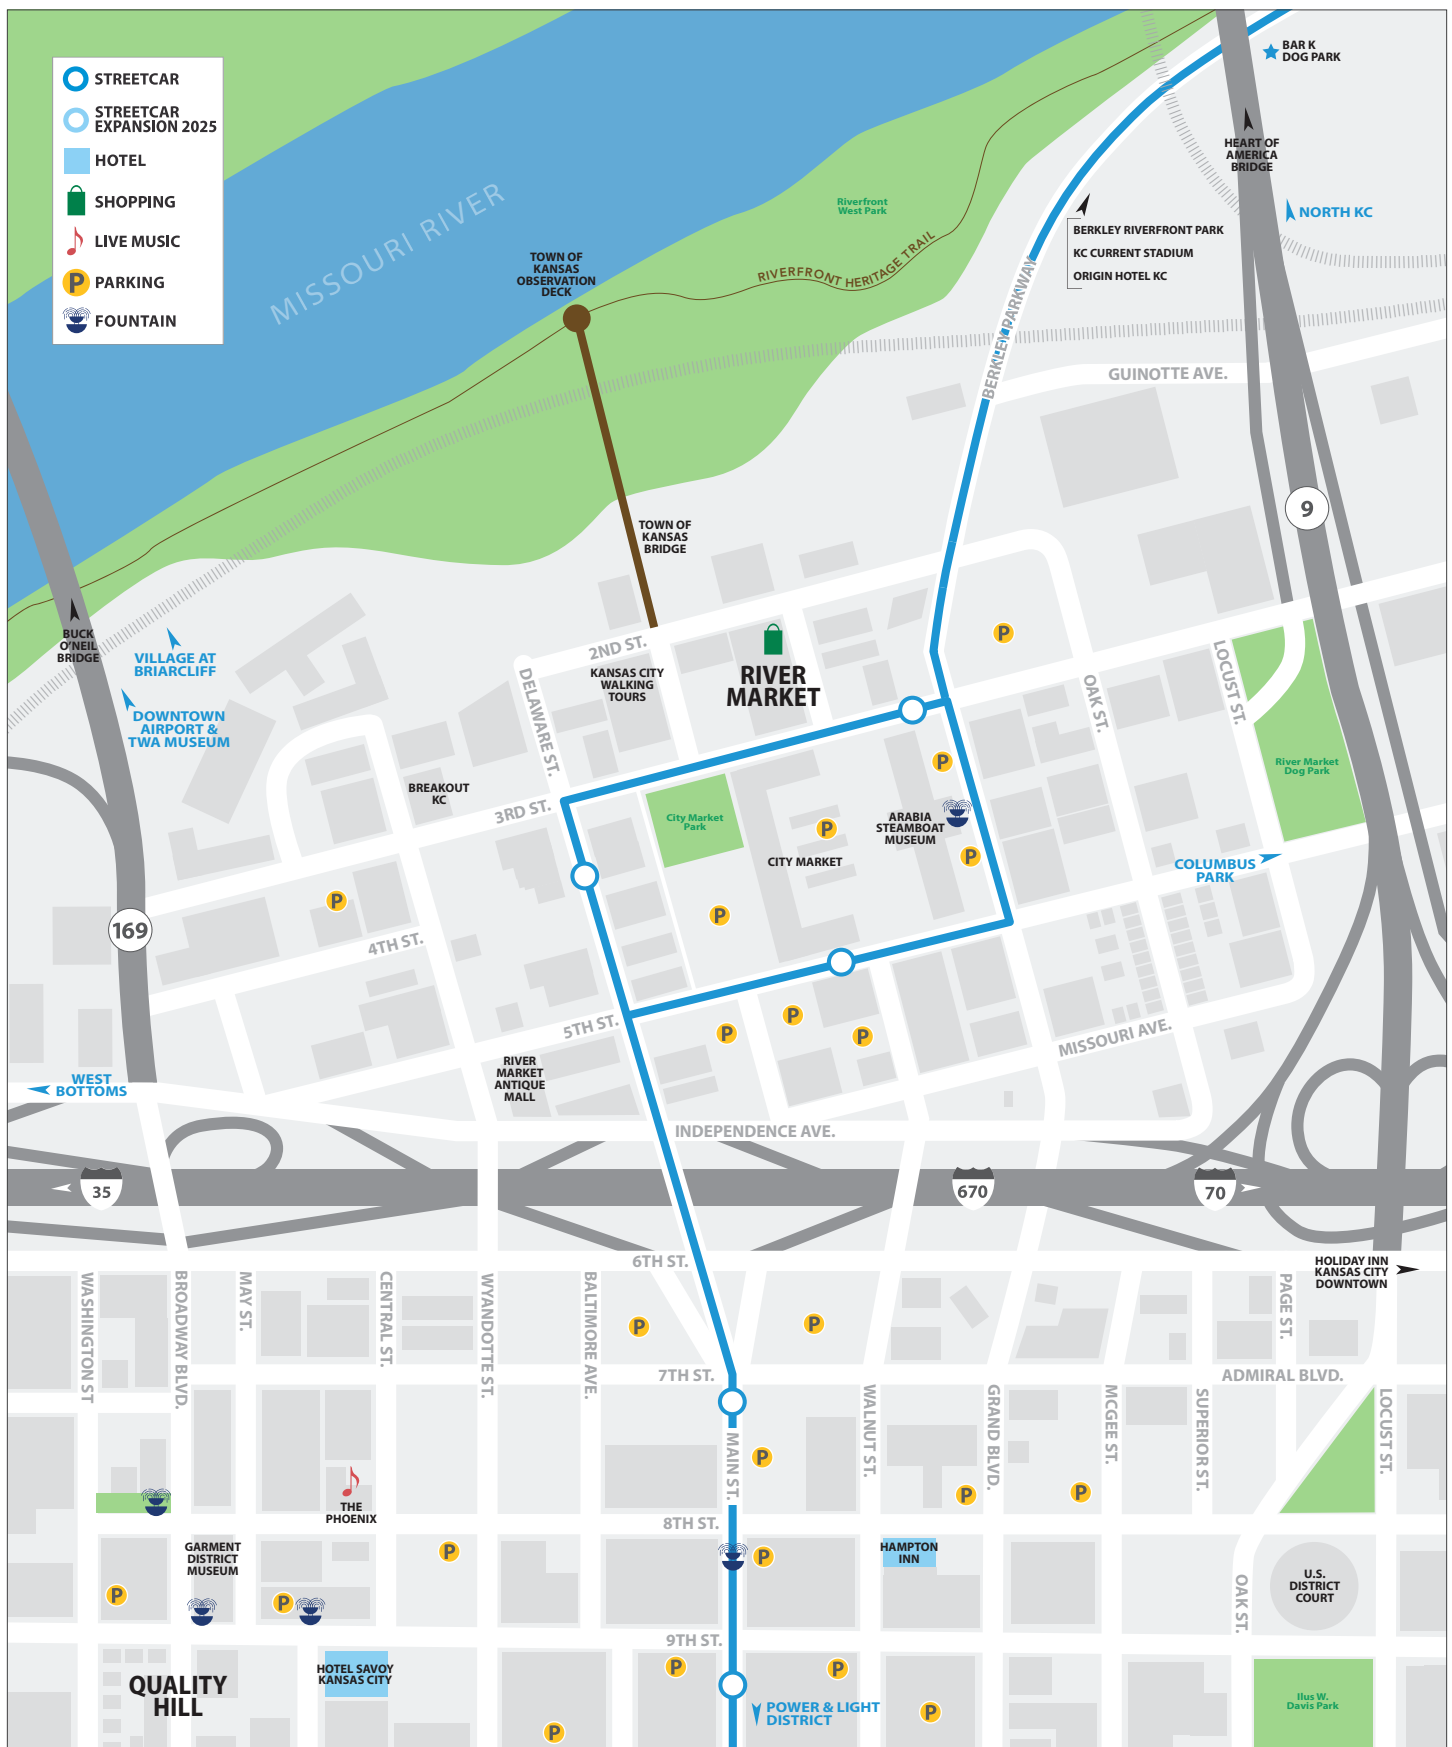 STREETCAR
STREETCAR
EXPANSION 2025
HOTEL
SHOPPING
LIVE MUSIC
P
PARKING
FOUNTAIN
MISSOURI RIVER
BAR K
DOG PARK
HEART OF
AMERICA
BRIDGE
NORTH KC
Riverfront
West Park
RIVERFRONT HERITAGE TRAIL
BERKLEY RIVERFRONT PARK
KC CURRENT STADIUM
ORIGIN HOTEL KC
TOWN OF
KANSAS
OBSERVATION
DECK
BERKLEY PARKWAY
GUINOTTE AVE.
9
TOWN OF
KANSAS
BRIDGE
BUCK
O'NEIL
BRIDGE
VILLAGE AT
BRIARCLIFF
DOWNTOWN
AIRPORT &
TWA MUSEUM
2ND ST.
KANSAS CITY
WALKING
TOURS
RIVER
MARKET
P
DELAWARE ST.
OAK ST.
LOCUST ST.
River Market
Dog Park
BREAKOUT
KC
3RD ST.
City Market
Park
P
P
CITY MARKET
ARABIA
STEAMBOAT
MUSEUM
P
COLUMBUS
PARK
P
P
169
4TH ST.
5TH ST.
P
P
P
MISSOURI AVE.
RIVER
MARKET
ANTIQUE
MALL
WEST
BOTTOMS
INDEPENDENCE AVE.
35
670
70
6TH ST.
HOLIDAY INN
KANSAS CITY
DOWNTOWN
WASHINGTON ST
BROADWAY BLVD.
MAY ST.
CENTRAL ST.
WYANDOTTE ST.
BALTIMORE AVE.
P
P
PAGE ST.
7TH ST.
ADMIRAL BLVD.
MAIN ST.
WALNUT ST.
GRAND BLVD.
MCGEE ST.
SUPERIOR ST.
LOCUST ST.
P
P
P
THE
PHOENIX
8TH ST.
GARMENT
DISTRICT
MUSEUM
P
P
HAMPTON
INN
U.S.
DISTRICT
COURT
OAK ST.
P
P
9TH ST.
HOTEL SAVOY
KANSAS CITY
P
P
QUALITY
HILL
POWER & LIGHT
DISTRICT
P
P
Ilus W.
Davis Park